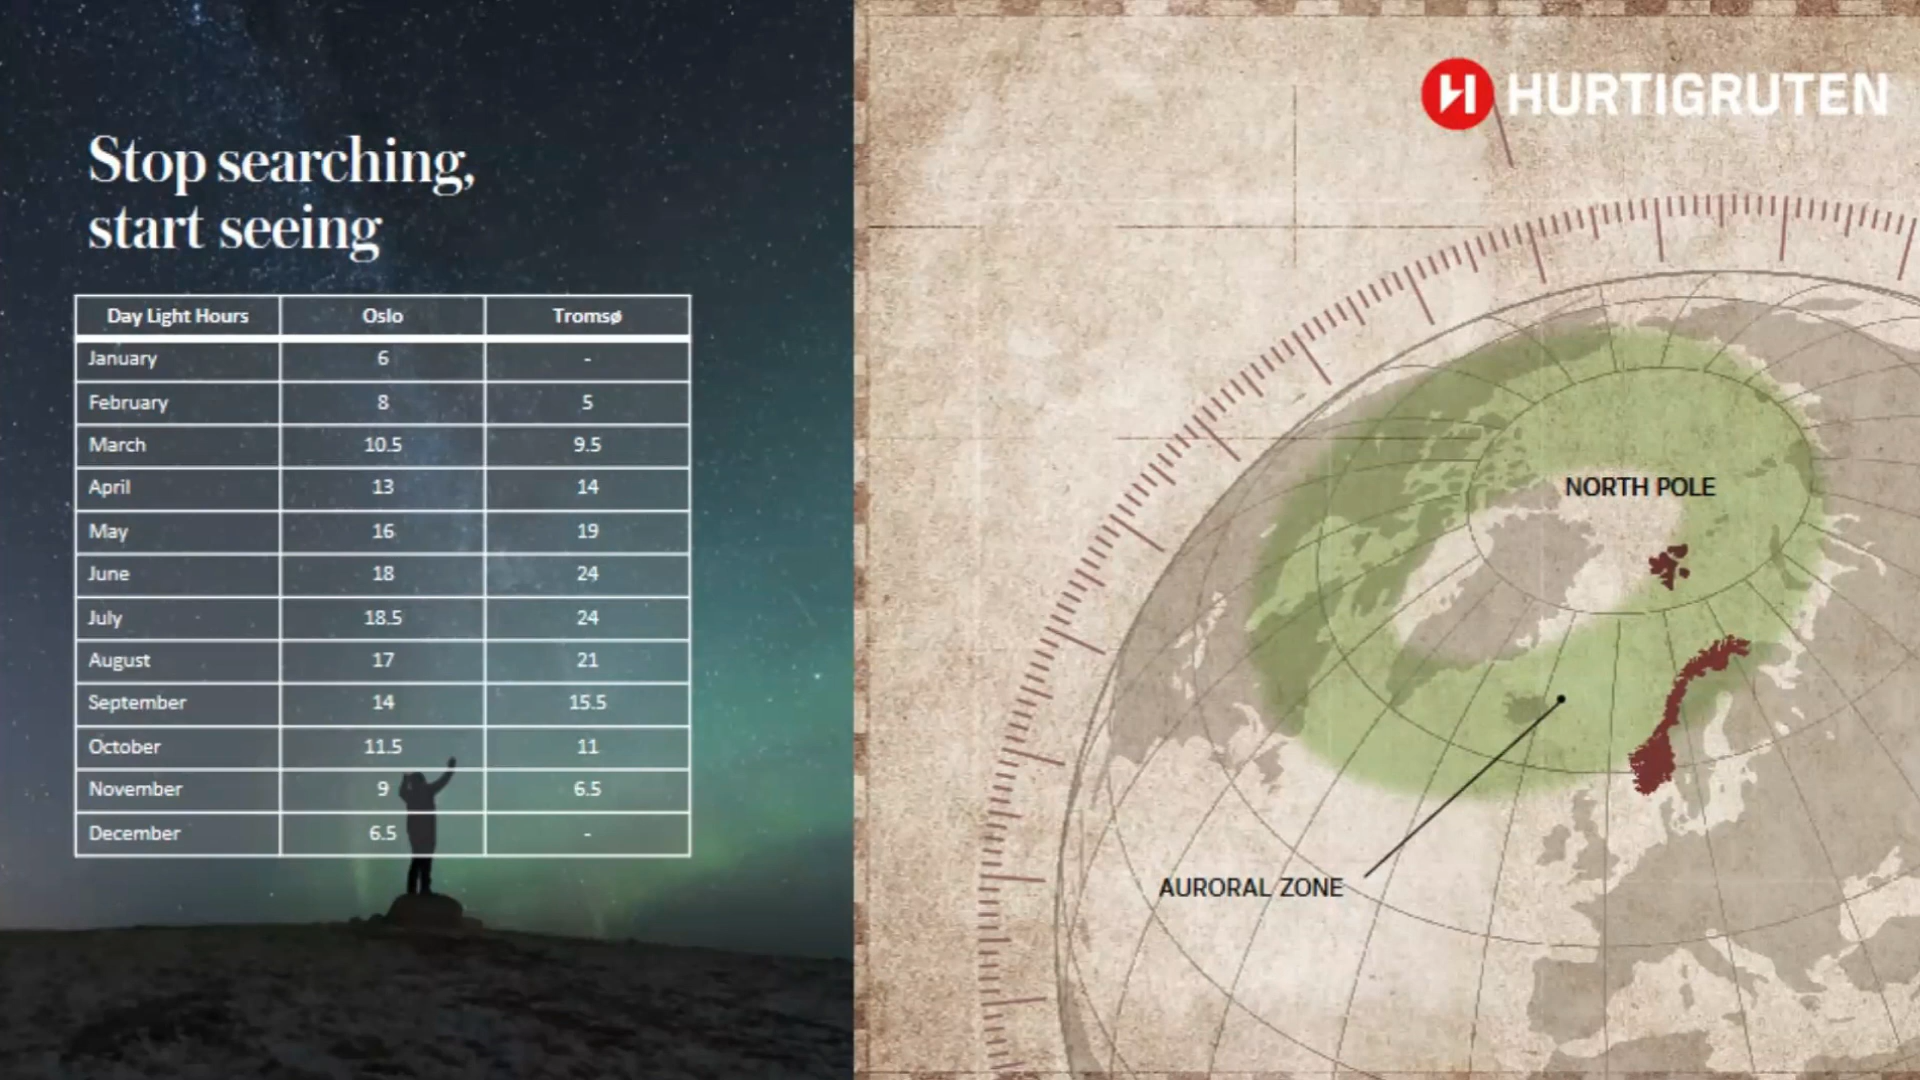 Stop searching,
start seeing
Day Light Hours Oslo Tromsø
January 6 -
February 8 5
March 10.5 9.5
April 13 14
May 16 19
June 18 24
July 18.5 24
August 17 21
September 14 15.5
October 11.5 11
November 9 6.5
December 6.5 -
HURTIGRUTEN
NORTH POLE
AURORAL ZONE